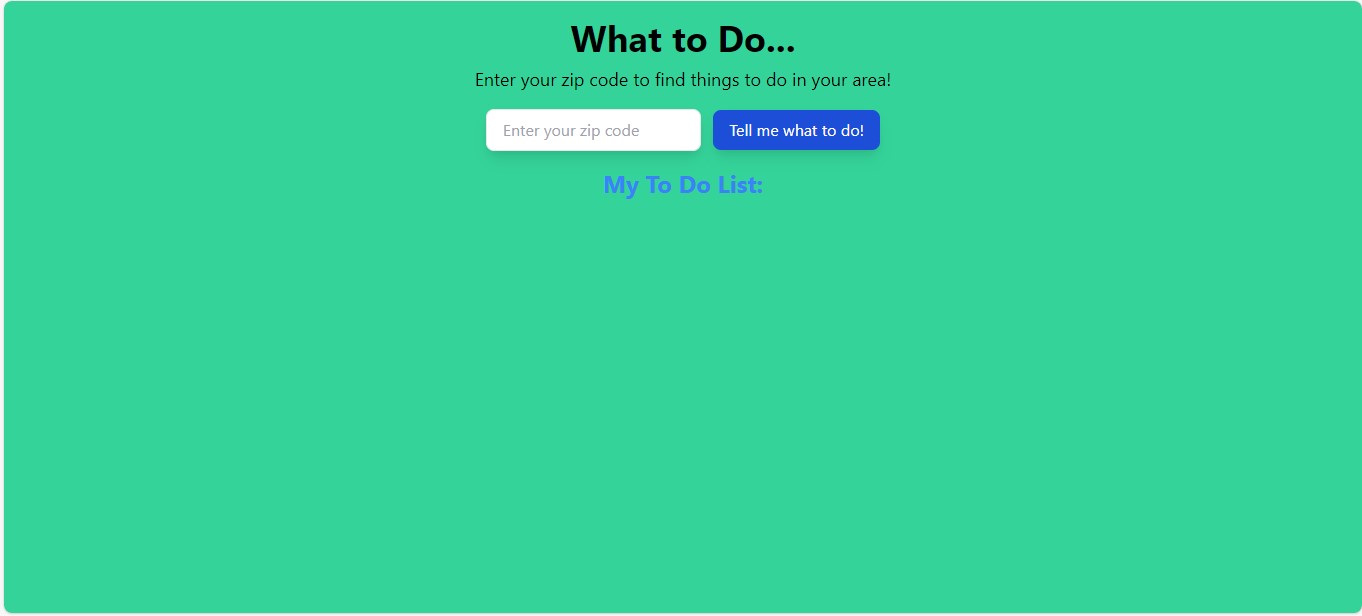 What to Do...
Enter your zip code to find things to do in your area!
Enter your zip code
Tell me what to do!
My To Do List: